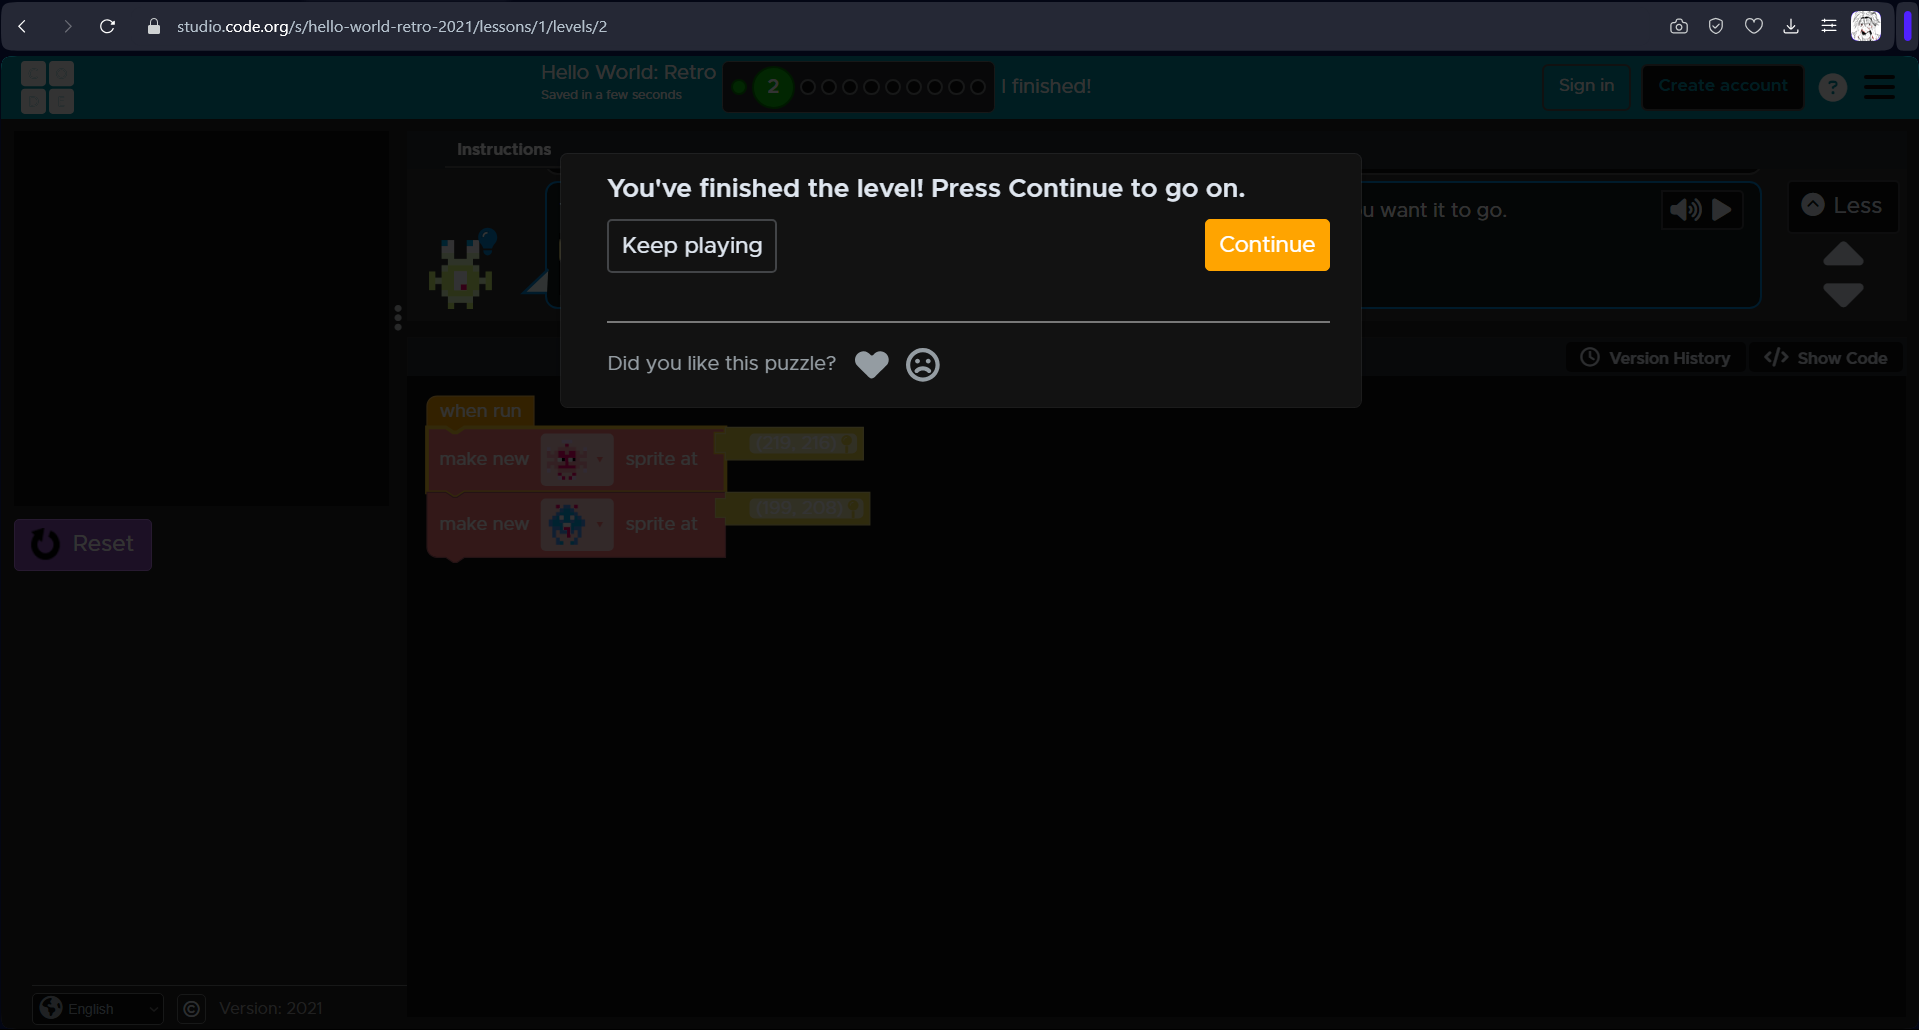 studio.code.org/s/hello-world-retro-2021/lessons/1/levels/2
Hello World: Retro
Saved in a few seconds
2
I finished!
Sign in
Create account
?
Instructions
You've finished the level! Press Continue to go on.
u want it to go.
Less
Keep playing
Continue
Did you like this puzzle?
Version History
</> Show Code
when run
make new sprite at
make new sprite at
Reset
English
©
Version: 2021